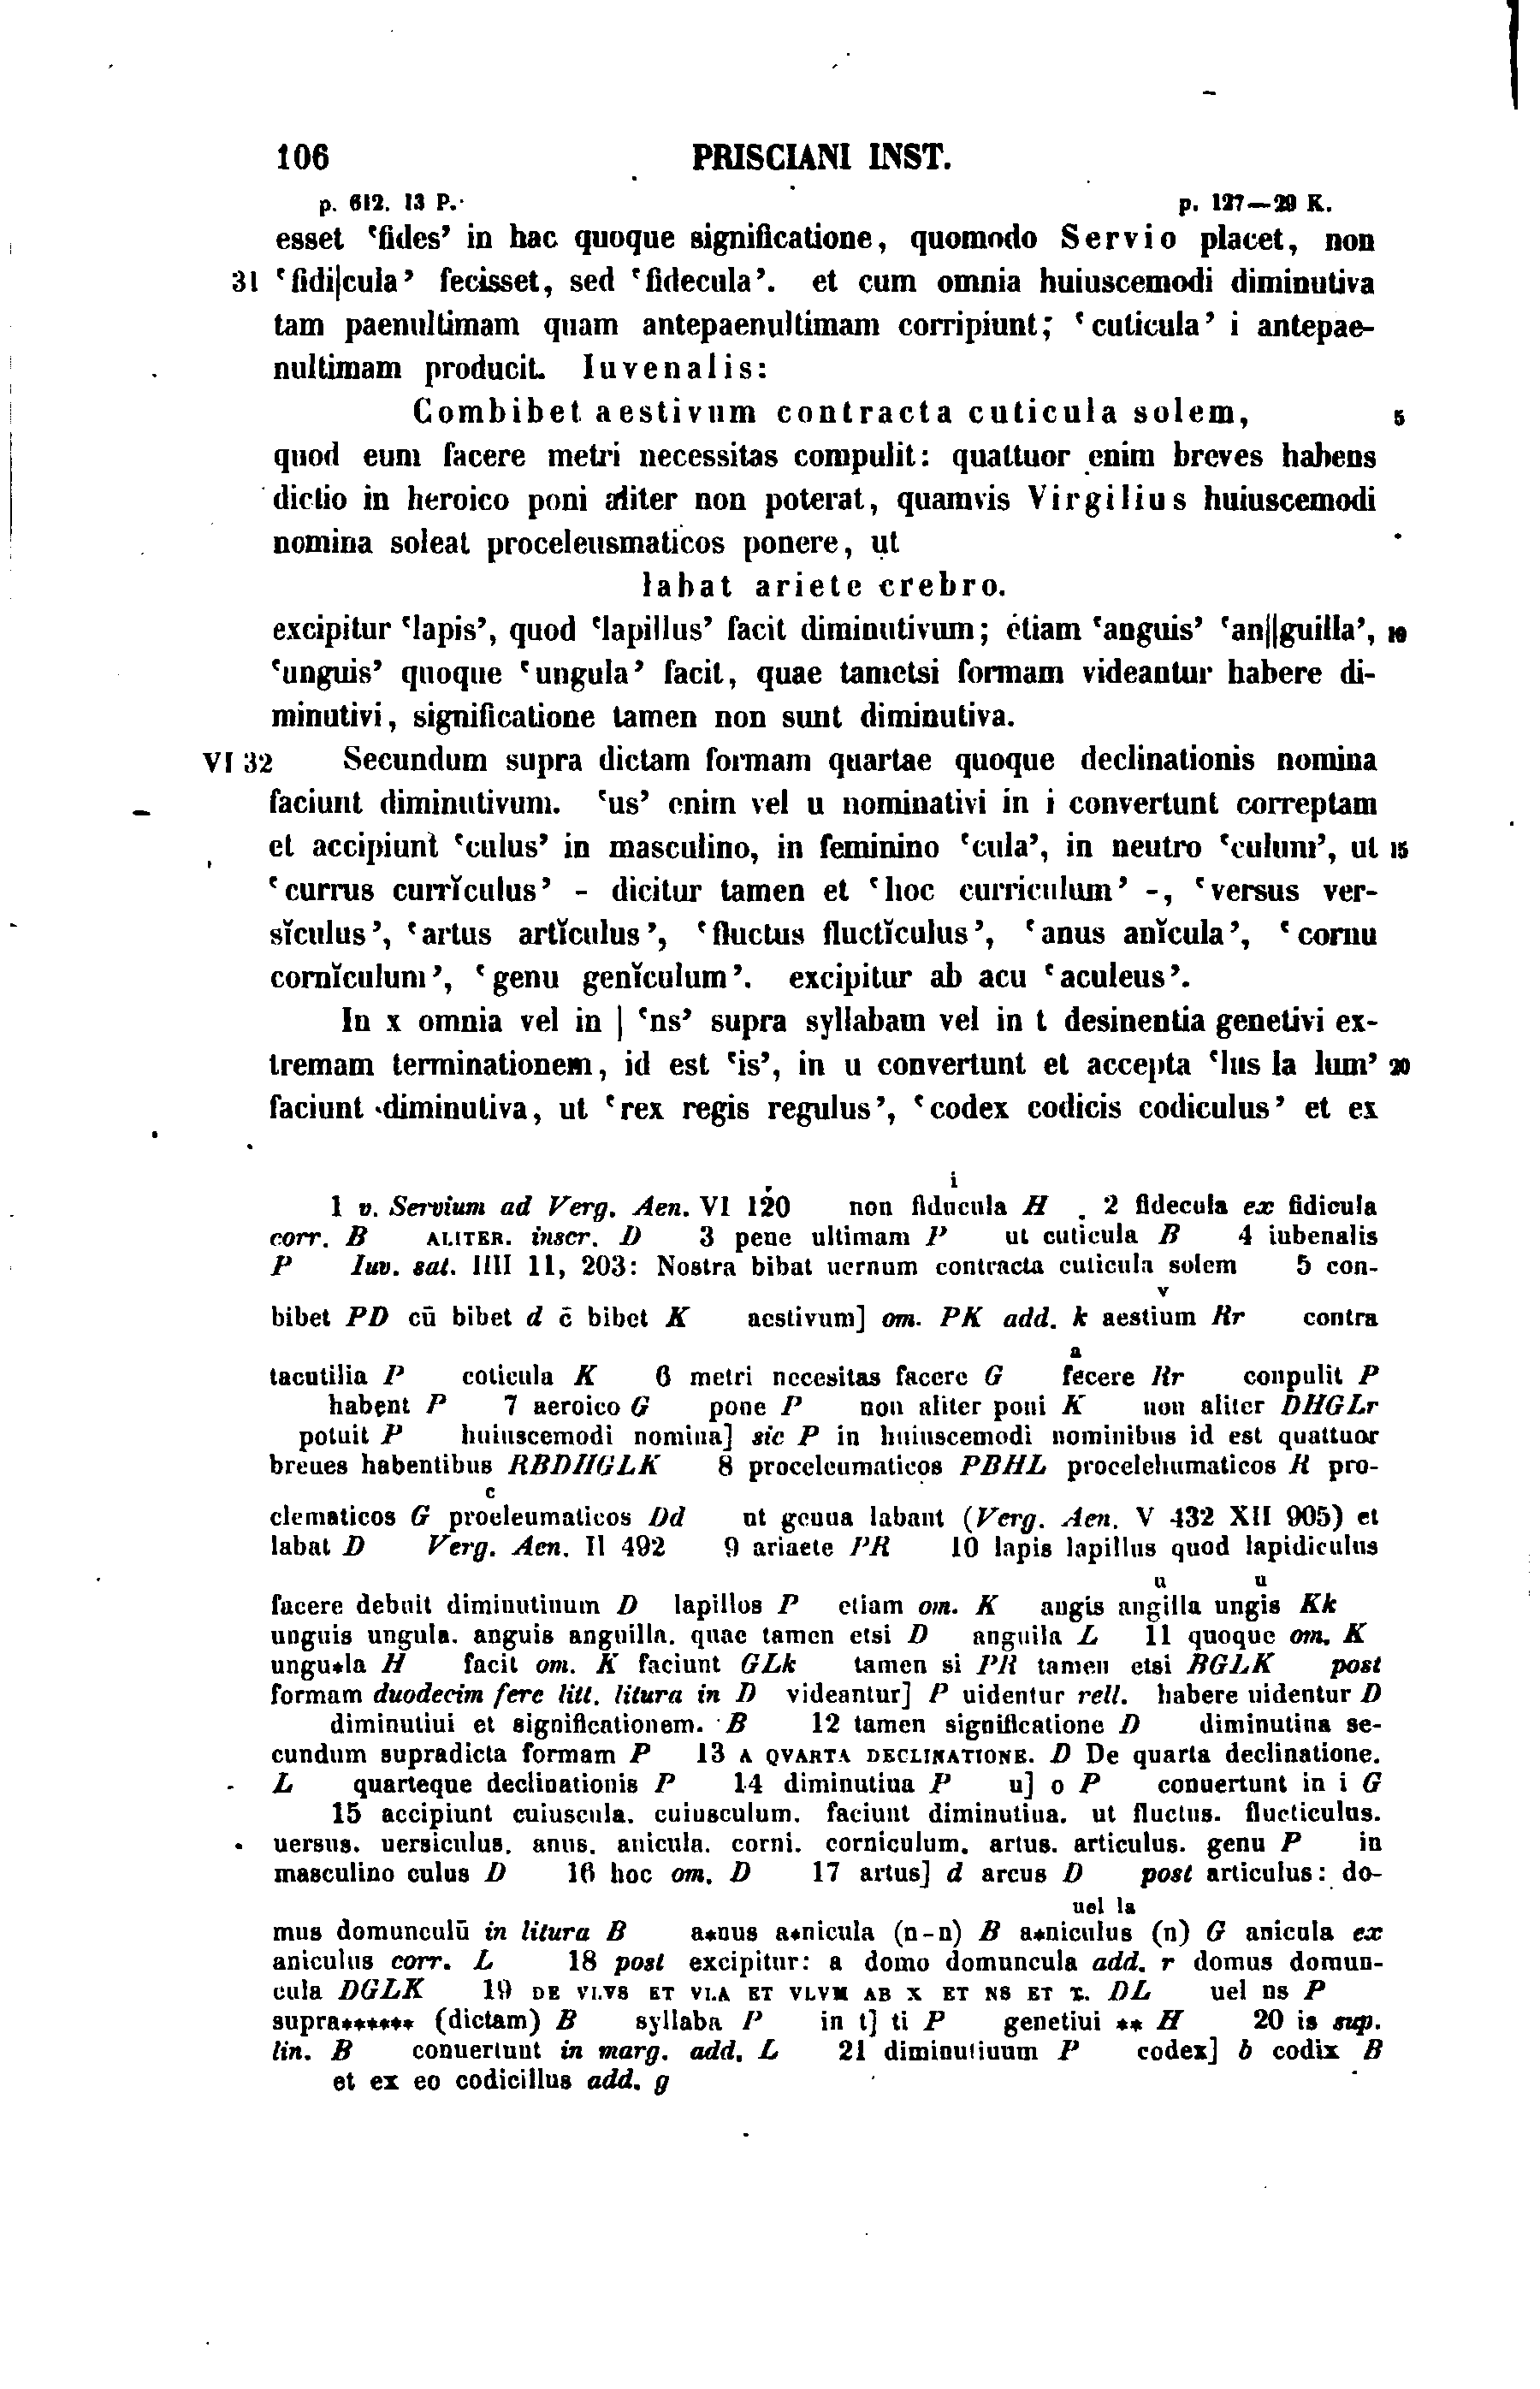 106 PRISCIANI INST.
p. 612. 13 P. p. 127—29 K.
esset ‘fides’ in hac quoque significatione, quomodo Servio placet, non
31 ‘fidi|cula’ fecisset, sed ‘fidecula’. et cum omnia huiuscemodi diminutiva
tam paenultimam quam antepaenultimam corripiunt; ‘cuticula’ i antepae-
nultimam producit. Iuvenalis:
Combibet aestivum contracta cuticula solem, 5
quod eum facere metri necessitas compulit: quattuor enim breves habens
dictio in heroico poni aliter non poterat, quamvis Virgilius huiuscemodi
nomina soleat proceleusmaticos ponere, ut
labat ariete crebro.
excipitur ‘lapis’, quod ‘lapillus’ facit diminutivum; etiam ‘anguis’ ‘an||guilla’, 10
‘unguis’ quoque ‘ungula’ facit, quae tametsi formam videantur habere di-
minutivi, significatione tamen non sunt diminutiva.
VI 32 Secundum supra dictam formam quartae quoque declinationis nomina
faciunt diminutivum. ‘us’ enim vel u nominativi in i convertunt correptam
et accipiunt ‘culus’ in masculino, in feminino ‘cula’, in neutro ‘culum’, ut 15
‘currus currĭculus’ - dicitur tamen et ‘hoc curriculum’ -, ‘versus ver-
sĭculus’, ‘artus artĭculus’, ‘fluctus fluctĭculus’, ‘anus anĭcula’, ‘cornu
cornĭculum’, ‘genu genĭculum’. excipitur ab acu ‘aculeus’.
In x omnia vel in | ‘ns’ supra syllabam vel in t desinentia genetivi ex-
tremam terminationem, id est ‘is’, in u convertunt et accepta ‘lus la lum’ 20
faciunt diminutiva, ut ‘rex regis regulus’, ‘codex codicis codiculus’ et ex
i
1 v. Servium ad Verg. Aen. VI 120 non fiducula H 2 fidecula ex fidicula
corr. B ALITER. inscr. D 3 pene ultimam P ut cuticula B 4 iubenalis
P Iuv. sat. IIII 11, 203: Nostra bibat uernum contracta cuticula solem 5 con-
v
bibet PD cū bibet d c̄ bibet K aestivum] om. PK add. k aestium Rr contra
a
tacutilia P coticula K 6 metri necesitas facere G fecere Rr conpulit P
habent P 7 aeroico G pone P non aliter poni K non aliter DHGLr
potuit P huiuscemodi nomina] sic P in huiuscemodi nominibus id est quattuor
breues habentibus RBDHGLK 8 proceleumaticos PBHL procelehumaticos R pro-
c
clematicos G proeleumaticos Dd ut genua labant (Verg. Aen. V 432 XII 905) et
labat D Verg. Aen. II 492 9 ariaete PR 10 lapis lapillus quod lapidiculus
u u
facere debuit diminutiuum D lapillos P etiam om. K angis angilla ungis Kk
unguis ungula. anguis anguilla. quae tamen etsi D anguila L 11 quoque om. K
ungu*la H facit om. K faciunt GLk tamen si PR tamen etsi BGLK post
formam duodecim fere litt. litura in D videantur] P uidentur rell. habere uidentur D
diminutiui et significationem. B 12 tamen significatione D diminutiua se-
cundum supradicta formam P 13 A QVARTA DECLINATIONE. D De quarta declinatione.
L quarteque declinationis P 14 diminutiua P u] o P conuertunt in i G
15 accipiunt cuiuscula. cuiusculum. faciunt diminutiua. ut fluctus. flucticulus.
uersus. uersiculus. anus. anicula. corni. corniculum. artus. articulus. genu P in
masculino culus D 16 hoc om. D 17 artus] d arcus D post articulus: do-
uel la
mus domunculū in litura B a*nus a*nicula (n-n) B a*niculus (n) G anicula ex
aniculus corr. L 18 post excipitur: a domo domuncula add. r domus domun-
cula DGLK 19 DE VLVS ET VLA ET VLVM AB X ET NS ET T. DL uel ns P
supra****** (dictam) B syllaba P in t] ti P genetiui ** H 20 is sup.
lin. B conuertunt in marg. add. L 21 diminutiuum P codex] b codix B
et ex eo codicillus add. g